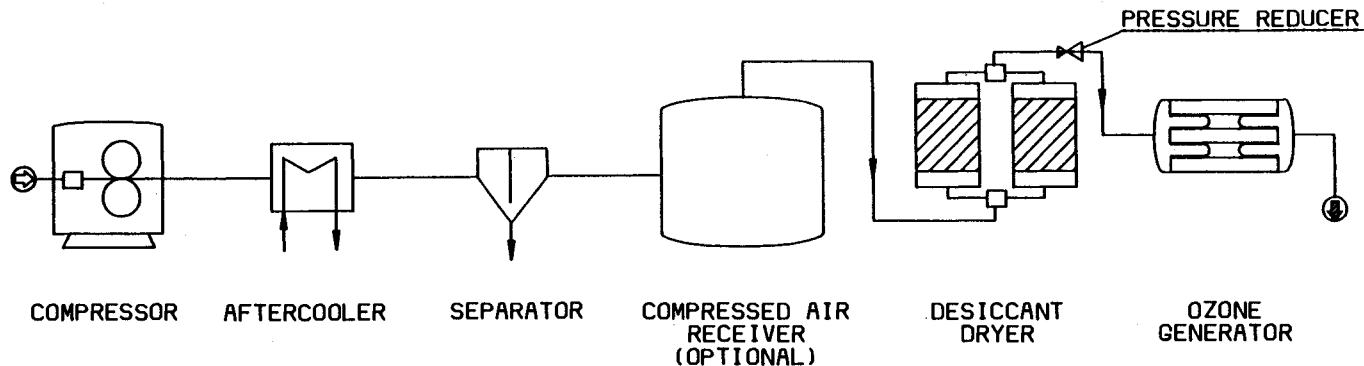 PRESSURE REDUCER
COMPRESSOR
AFTERCOOLER
SEPARATOR
COMPRESSED AIR
RECEIVER
(OPTIONAL)
DESICCANT
DRYER
OZONE
GENERATOR